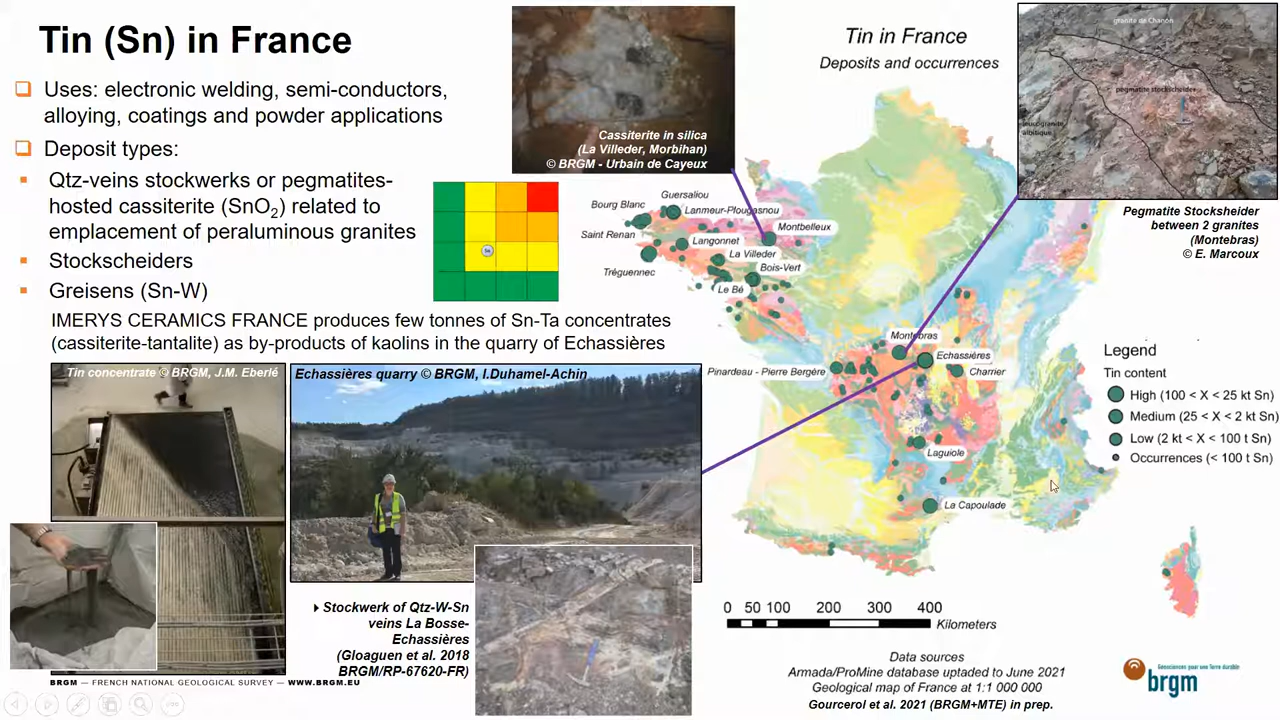 Tin (Sn) in France
Uses: electronic welding, semi-conductors,
alloying, coatings and powder applications
Deposit types:
Qtz-veins stockwerks or pegmatites-
hosted cassiterite (SnO2) related to
emplacement of peraluminous granites
Stockscheiders
Greisens (Sn-W)
IMERYS CERAMICS FRANCE produces few tonnes of Sn-Ta concentrates
(cassiterite-tantalite) as by-products of kaolins in the quarry of Echassières
Cassiterite in silica
(La Villeder, Morbihan)
© BRGM - Urbain de Cayeux
Sn
Tin in France
Deposits and occurrences
granite de Chanon
pegmatite stockscheider
leucogranite
albitique
Pegmatite Stocksheider
between 2 granites
(Montebras)
© E. Marcoux
Guersaliou
Bourg Blanc
Lanmeur-Plougasnou
Montbelleux
Saint Renan
Langonnet
La Villeder
Tréguennec
Bois-Vert
Le Bé
Montebras
Echassières
Pinardeau - Pierre Bergère
Charrier
Laguiole
La Capoulade
Legend
Tin content
High (100 < X < 25 kt Sn)
Medium (25 < X < 2 kt Sn)
Low (2 kt < X < 100 t Sn)
Occurrences (< 100 t Sn)
Tin concentrate © BRGM, J.M. Eberlé
Echassières quarry © BRGM, I.Duhamel-Achin
Stockwerk of Qtz-W-Sn
veins La Bosse-
Echassières
(Gloaguen et al. 2018
BRGM/RP-67620-FR)
0 50 100 200 300 400
Kilometers
Data sources
Armada/ProMine database uptaded to June 2021
Geological map of France at 1:1 000 000
Gourcerol et al. 2021 (BRGM+MTE) in prep.
Géosciences pour une Terre durable
brgm
BRGM — FRENCH NATIONAL GEOLOGICAL SURVEY — WWW.BRGM.EU